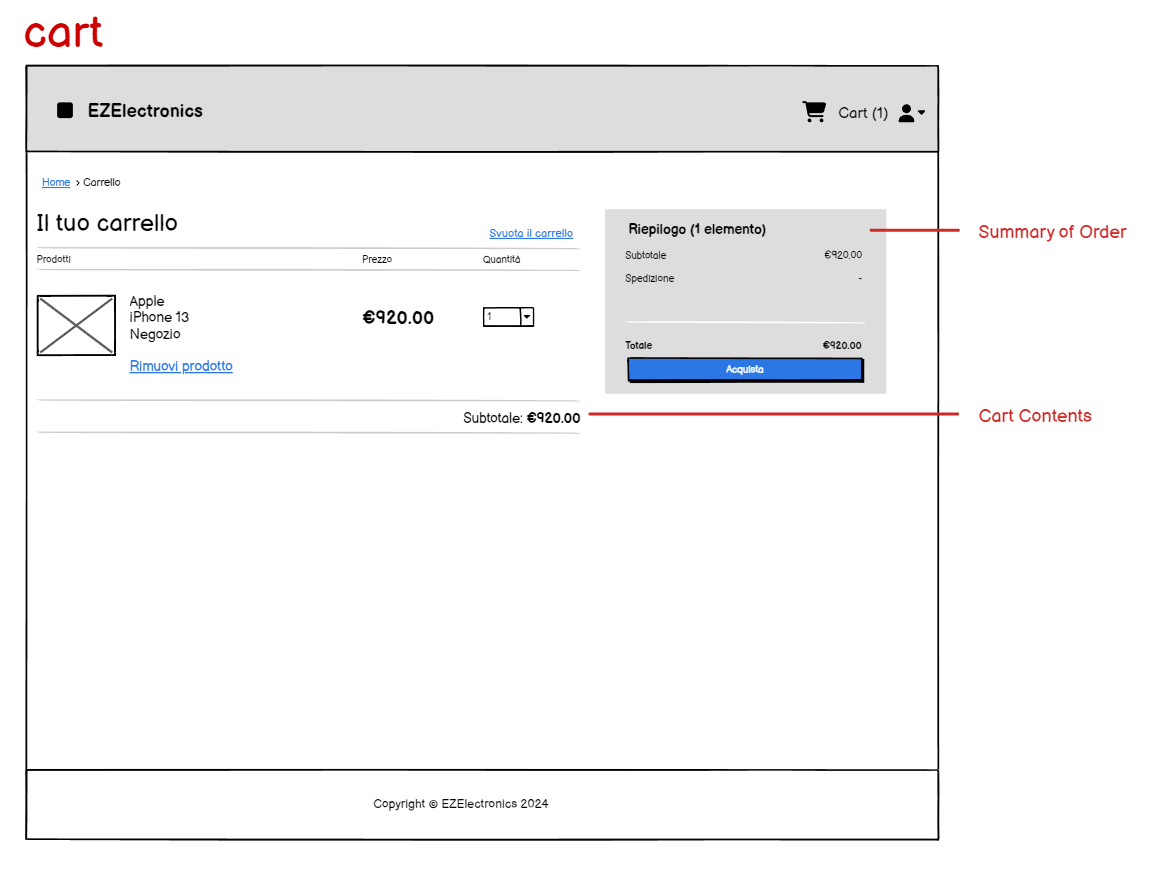 cart
EZElectronics
Cart (1)
Home › Carrello
Il tuo carrello
Svuota il carrello
Prodotti Prezzo Quantità
Apple
iPhone 13
Negozio
€920.00
1
Rimuovi prodotto
Subtotale: €920.00
Riepilogo (1 elemento)
Subtotale €920,00
Spedizione -
Totale €920.00
Acquista
Summary of Order
Cart Contents
Copyright © EZElectronics 2024